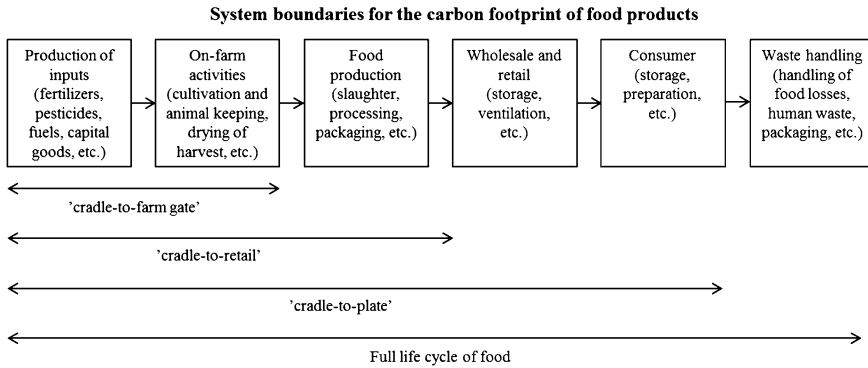 System boundaries for the carbon footprint of food products
Production of
inputs
(fertilizers,
pesticides,
fuels, capital
goods, etc.)
On-farm
activities
(cultivation and
animal keeping,
drying of
harvest, etc.)
Food
production
(slaughter,
processing,
packaging, etc.)
Wholesale and
retail
(storage,
ventilation,
etc.)
Consumer
(storage,
preparation,
etc.)
Waste handling
(handling of
food losses,
human waste,
packaging, etc.)
’cradle-to-farm gate’
’cradle-to-retail’
’cradle-to-plate’
Full life cycle of food